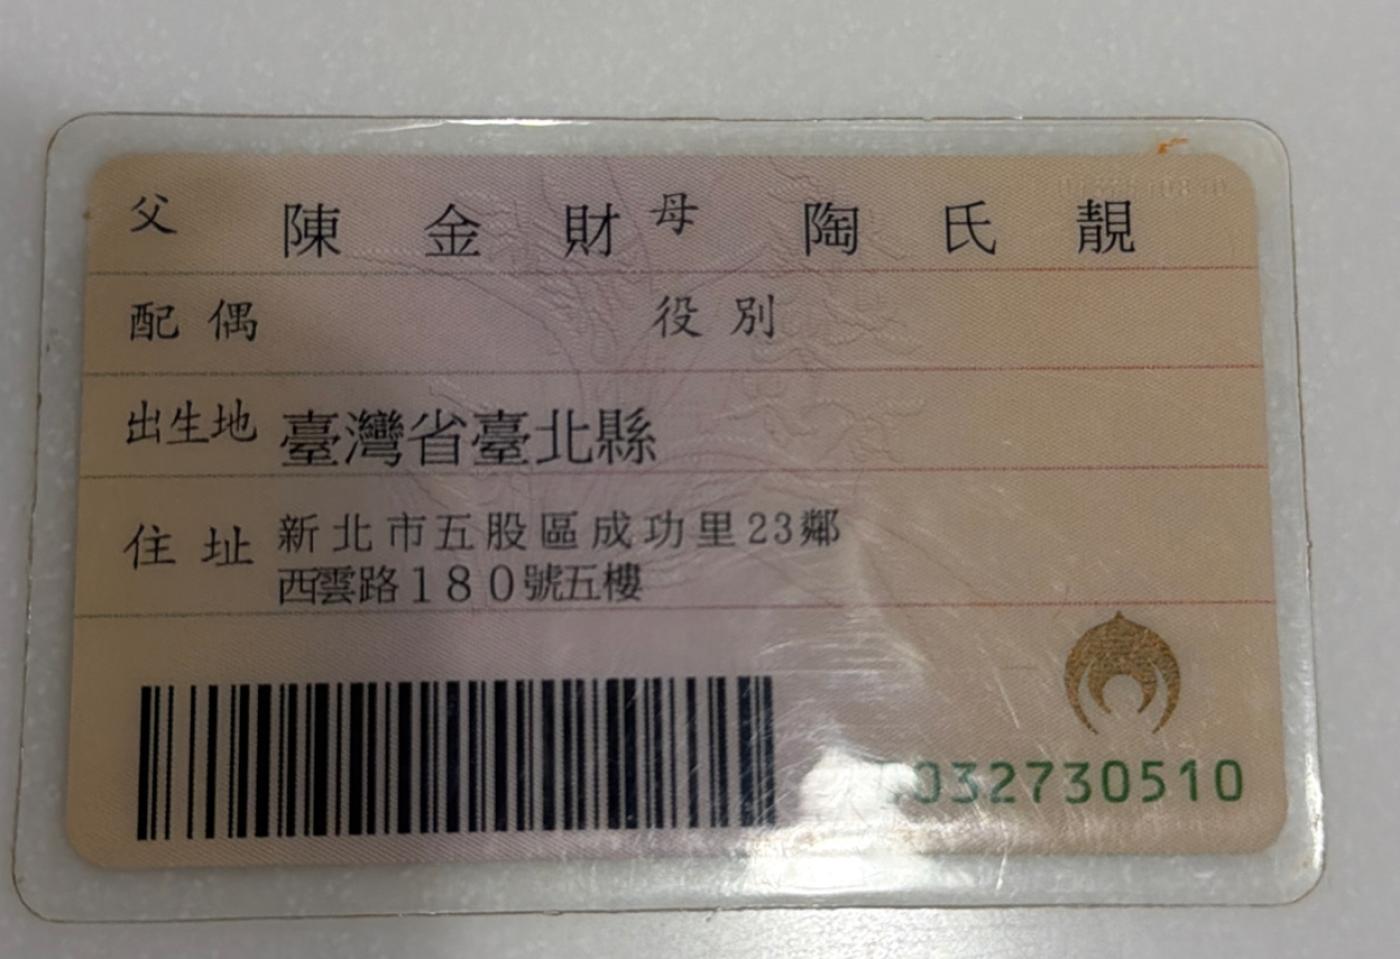 父 陳金財 母 陶氏靚
配偶 役別
出生地 臺灣省臺北縣
住址 新北市五股區成功里23鄰
西雲路180號五樓
032730510